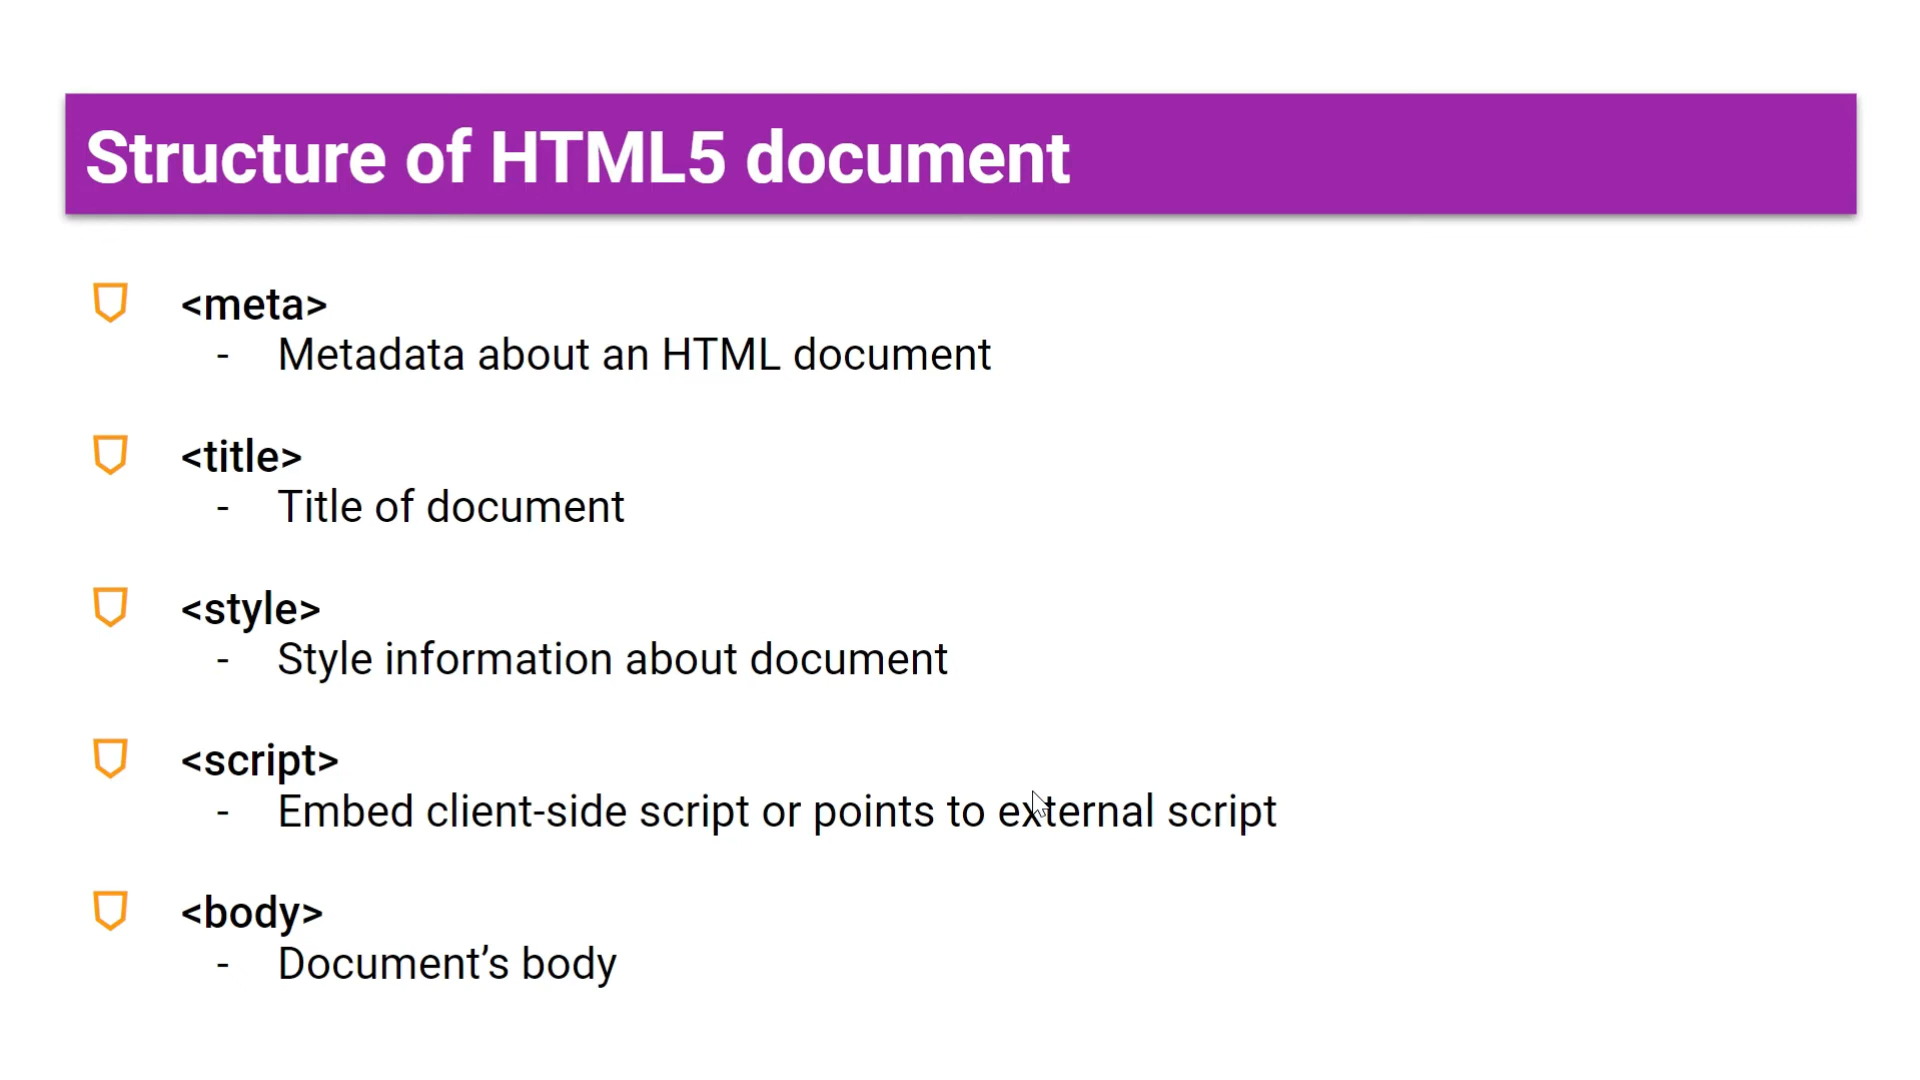 Structure of HTML5 document
<meta>
- Metadata about an HTML document
<title>
- Title of document
<style>
- Style information about document
<script>
- Embed client-side script or points to external script
<body>
- Document’s body